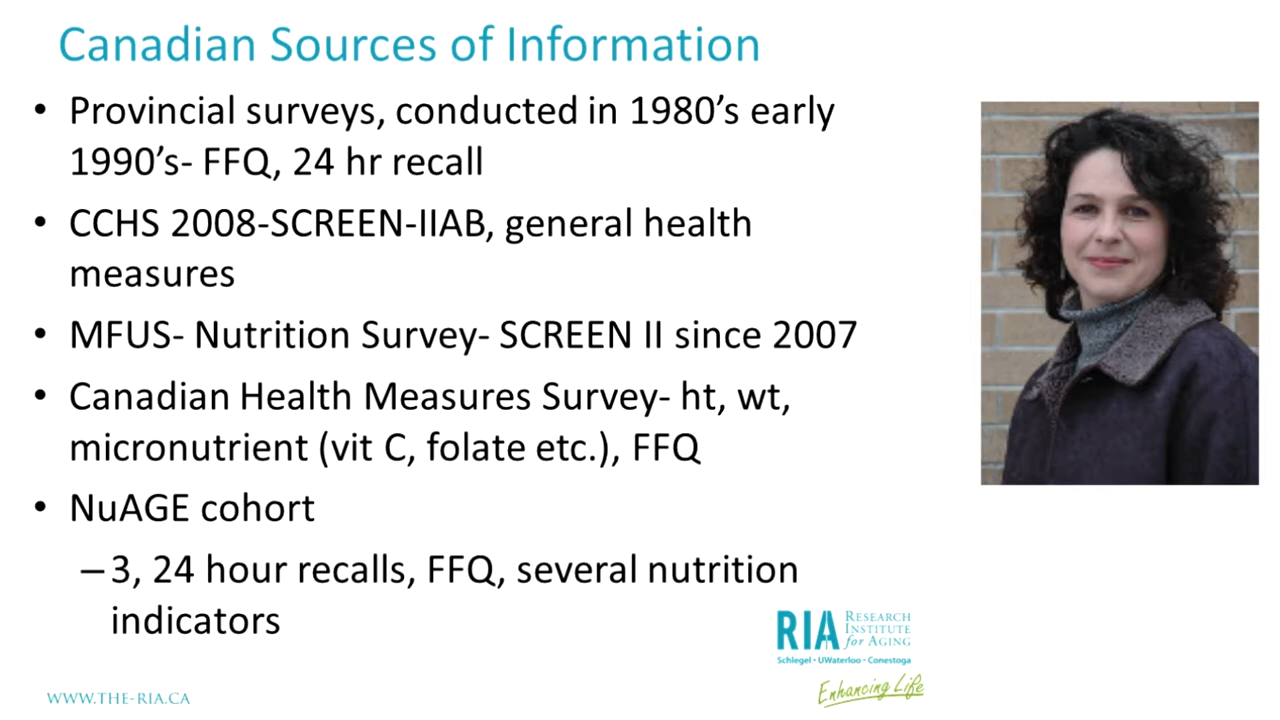 Canadian Sources of Information
• Provincial surveys, conducted in 1980’s early
1990’s- FFQ, 24 hr recall
• CCHS 2008-SCREEN-IIAB, general health
measures
• MFUS- Nutrition Survey- SCREEN II since 2007
• Canadian Health Measures Survey- ht, wt,
micronutrient (vit C, folate etc.), FFQ
• NuAGE cohort
– 3, 24 hour recalls, FFQ, several nutrition
indicators
RIA
RESEARCH
INSTITUTE
for AGING
Schlegel • UWaterloo • Conestoga
Enhancing Life
WWW.THE-RIA.CA